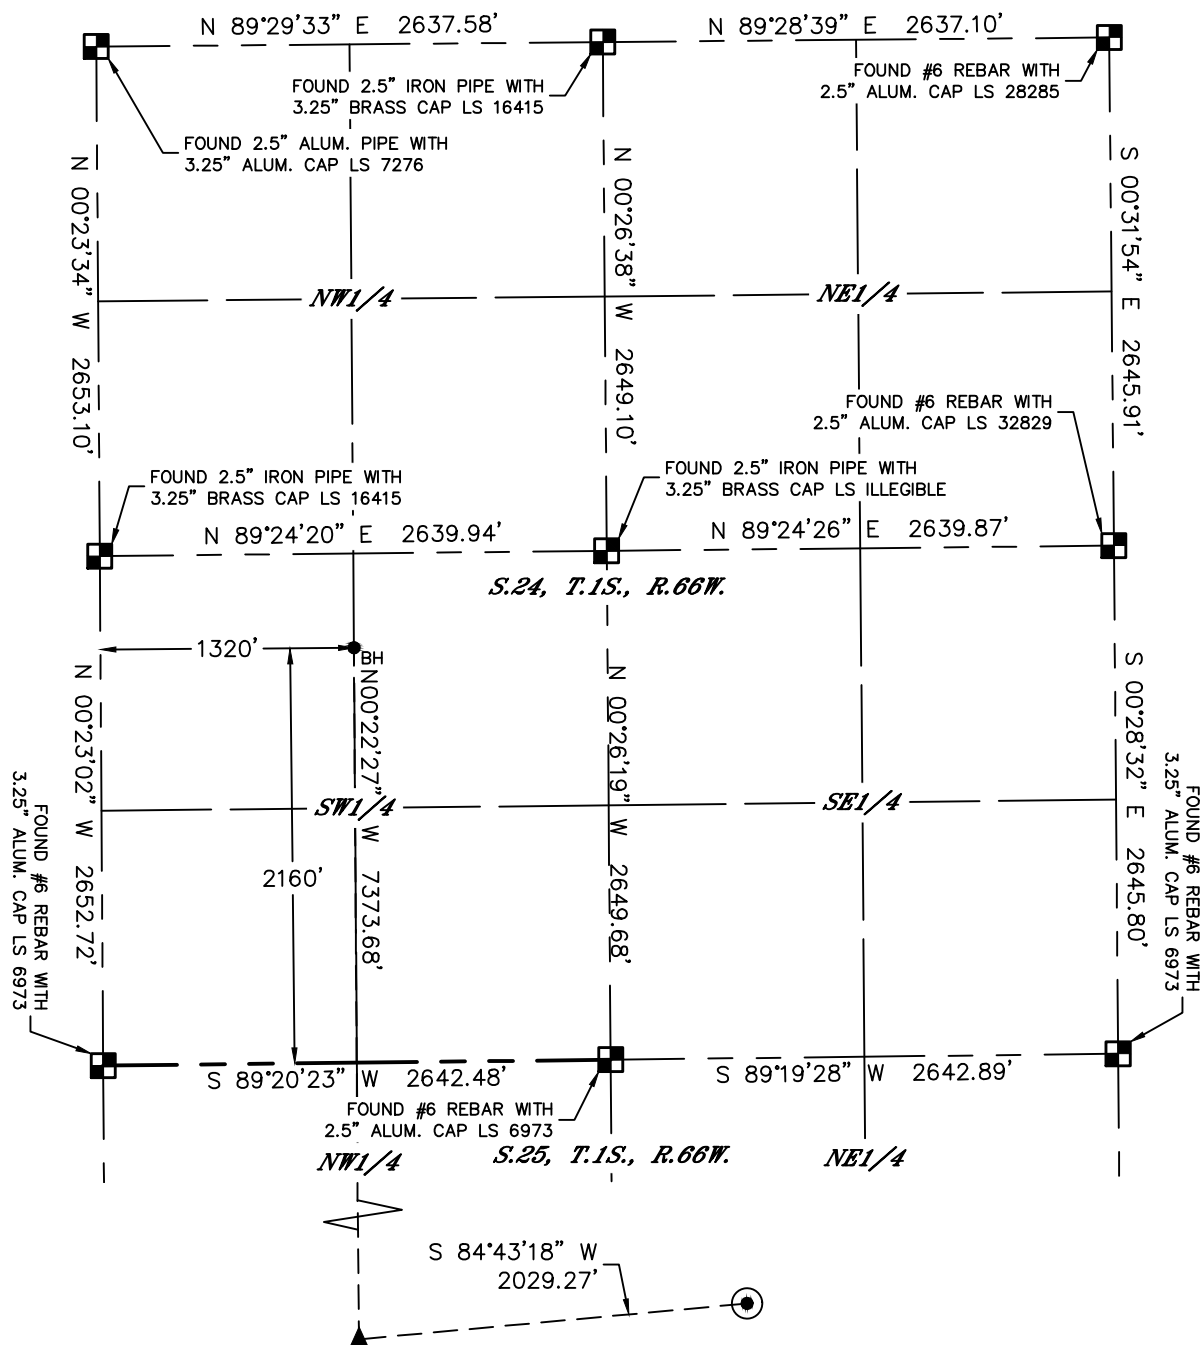 N 89°29'33" E 2637.58'
N 89°28'39" E 2637.10'
FOUND 2.5" IRON PIPE WITH
3.25" BRASS CAP LS 16415
FOUND #6 REBAR WITH
2.5" ALUM. CAP LS 28285
FOUND 2.5" ALUM. PIPE WITH
3.25" ALUM. CAP LS 7276
N 00°23'34" W 2653.10'
N 00°26'38" W 2649.10'
S 00°31'54" E 2645.91'
NW1/4
NE1/4
FOUND #6 REBAR WITH
2.5" ALUM. CAP LS 32829
FOUND 2.5" IRON PIPE WITH
3.25" BRASS CAP LS 16415
FOUND 2.5" IRON PIPE WITH
3.25" BRASS CAP LS ILLEGIBLE
N 89°24'20" E 2639.94'
N 89°24'26" E 2639.87'
S.24, T.1S., R.66W.
1320'
BH
N00°22'27" W 7373.68'
N 00°23'02" W 2652.72'
N 00°26'19" W 2649.68'
S 00°28'32" E 2645.80'
SW1/4
SE1/4
2160'
FOUND #6 REBAR WITH
3.25" ALUM. CAP LS 6973
FOUND #6 REBAR WITH
3.25" ALUM. CAP LS 6973
S 89°20'23" W 2642.48'
S 89°19'28" W 2642.89'
FOUND #6 REBAR WITH
2.5" ALUM. CAP LS 6973
NW1/4
S.25, T.1S., R.66W.
NE1/4
S 84°43'18" W
2029.27'